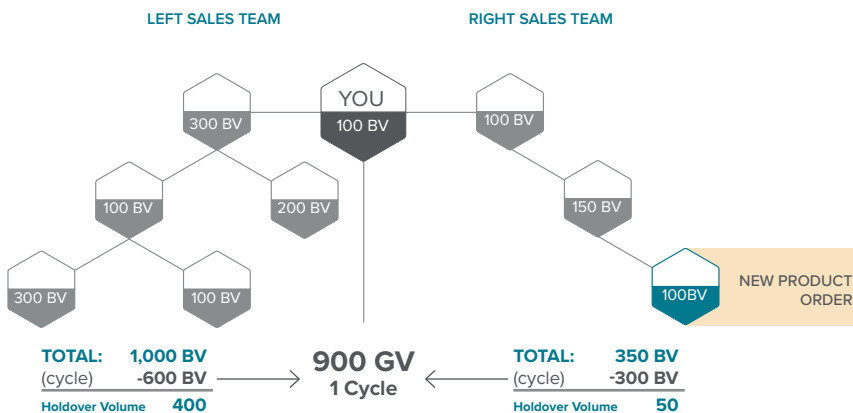 LEFT SALES TEAM
RIGHT SALES TEAM
YOU
100 BV
300 BV
100 BV
100 BV
200 BV
150 BV
300 BV
100 BV
100BV
NEW PRODUCT
ORDER
TOTAL: 1,000 BV
(cycle) -600 BV
Holdover Volume 400
900 GV
1 Cycle
TOTAL: 350 BV
(cycle) -300 BV
Holdover Volume 50